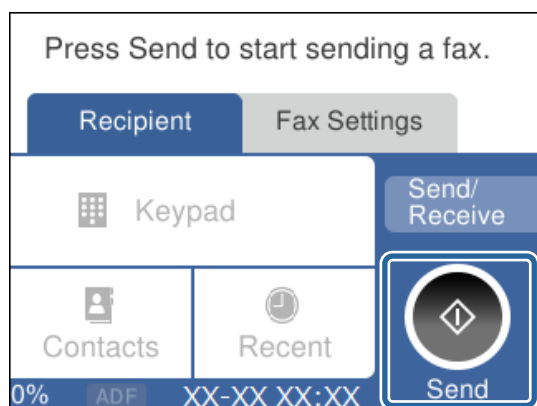 Press Send to start sending a fax.
Recipient
Fax Settings
Keypad
Send/
Receive
Contacts
Recent
0%
ADF
XX-XX XX:XX
Send